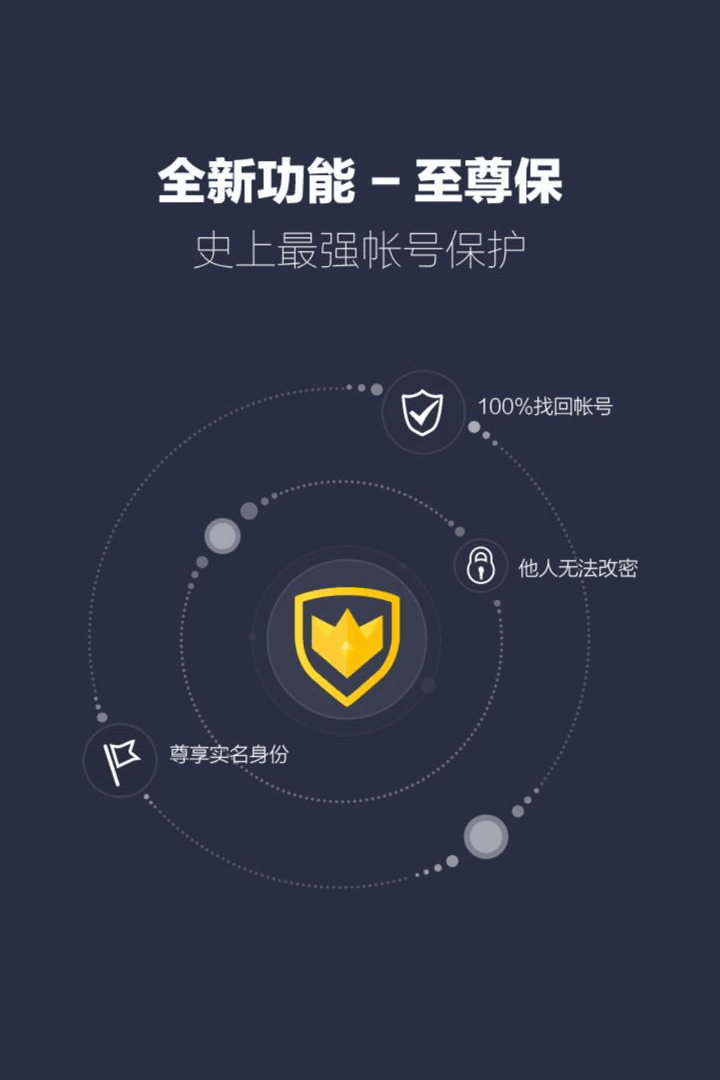 全新功能 – 至尊保
史上最强帐号保护
100%找回帐号
他人无法改密
尊享实名身份